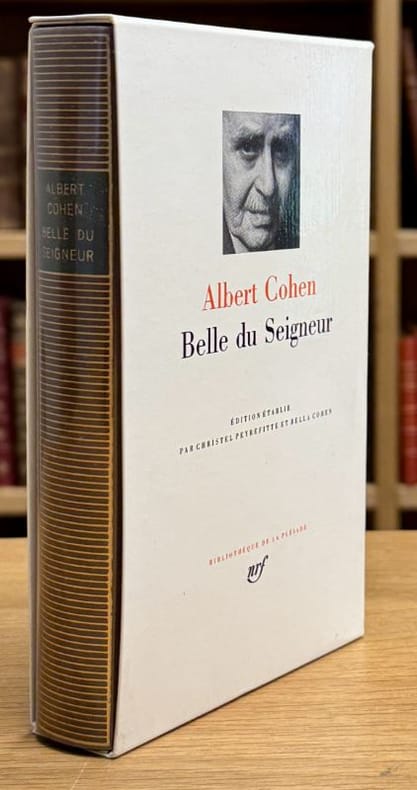 ALBERT
COHEN
BELLE DU
SEIGNEUR
Albert Cohen
Belle du Seigneur
ÉDITION ÉTABLIE
PAR CHRISTEL PEYREFITTE ET BELLA COHEN
BIBLIOTHÈQUE DE LA PLÉIADE
nrf